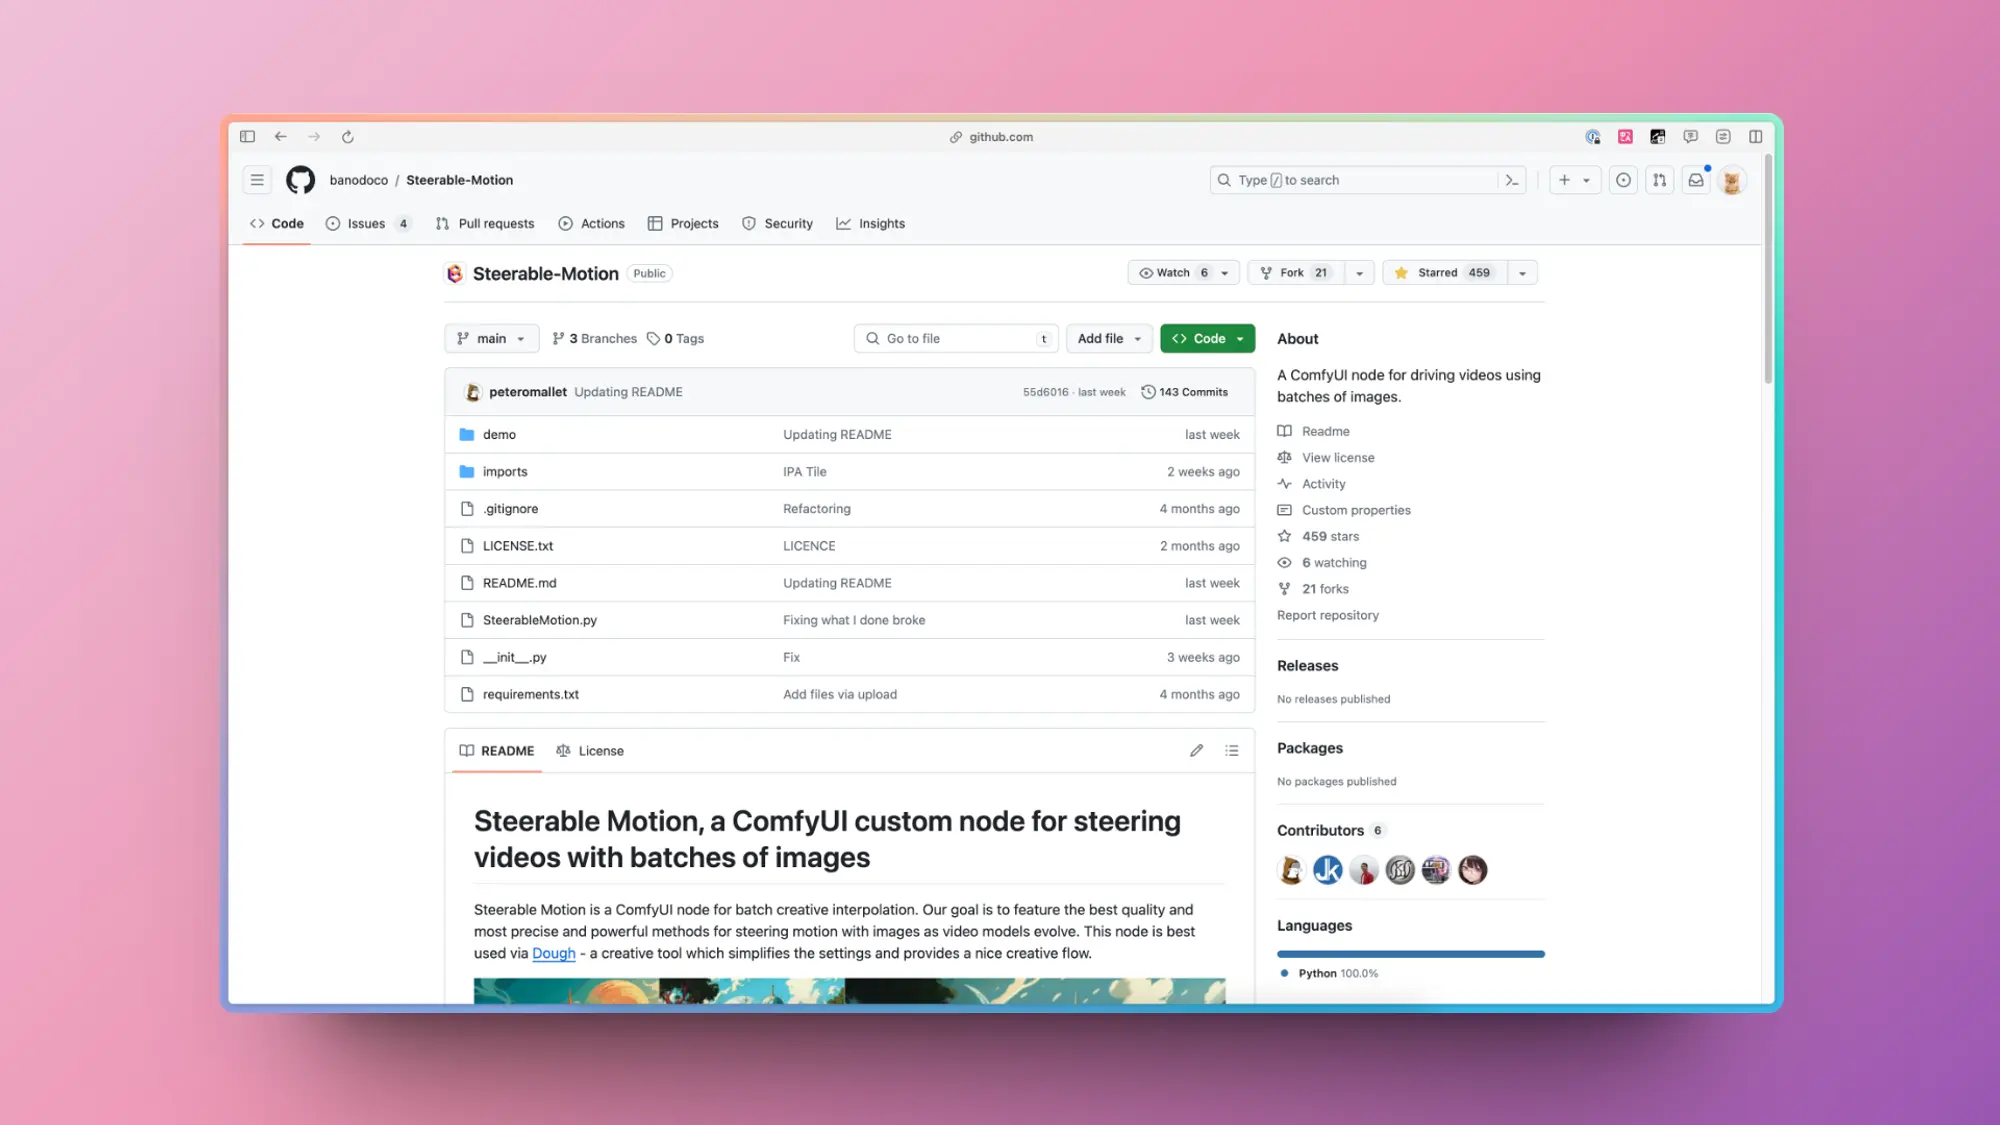 github.com
banodoco / Steerable-Motion
Type / to search
Code
Issues 4
Pull requests
Actions
Projects
Security
Insights
Steerable-Motion Public
Watch 6
Fork 21
Starred 459
main
3 Branches
0 Tags
Go to file t
Add file
Code
peteromallet Updating README 55d6016 · last week 143 Commits
demo Updating README last week
imports IPA Tile 2 weeks ago
.gitignore Refactoring 4 months ago
LICENSE.txt LICENCE 2 months ago
README.md Updating README last week
SteerableMotion.py Fixing what I done broke last week
__init__.py Fix 3 weeks ago
requirements.txt Add files via upload 4 months ago
README
License
Steerable Motion, a ComfyUI custom node for steering
videos with batches of images
Steerable Motion is a ComfyUI node for batch creative interpolation. Our goal is to feature the best quality and
most precise and powerful methods for steering motion with images as video models evolve. This node is best
used via Dough - a creative tool which simplifies the settings and provides a nice creative flow.
About
A ComfyUI node for driving videos using
batches of images.
Readme
View license
Activity
Custom properties
459 stars
6 watching
21 forks
Report repository
Releases
No releases published
Packages
No packages published
Contributors 6
Jk
Languages
Python 100.0%